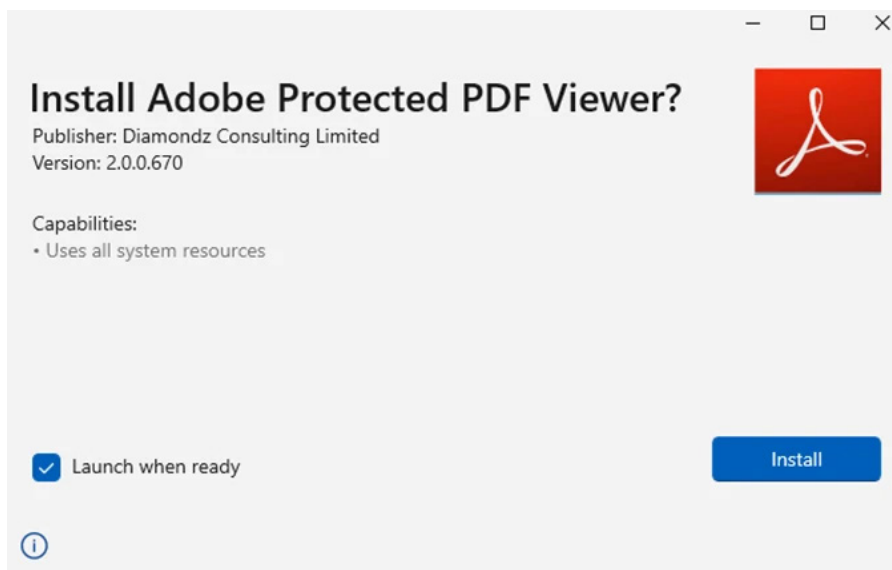 Install Adobe Protected PDF Viewer?
Publisher: Diamondz Consulting Limited
Version: 2.0.0.670
Capabilities:
• Uses all system resources
Launch when ready
Install